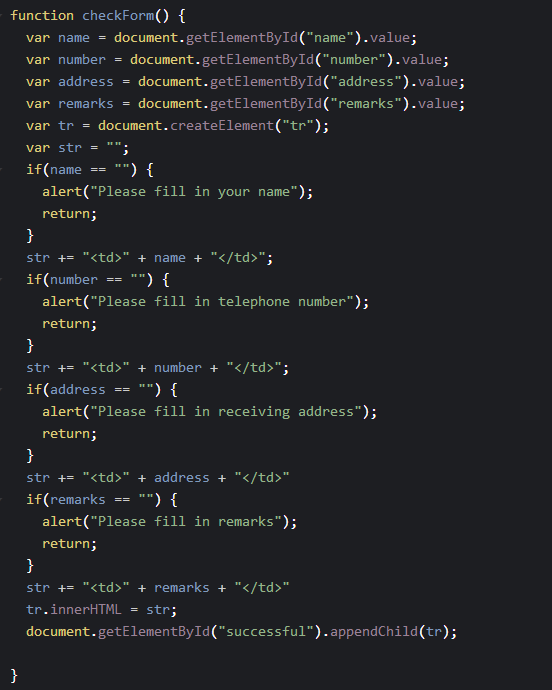 function checkForm() {
  var name = document.getElementById("name").value;
  var number = document.getElementById("number").value;
  var address = document.getElementById("address").value;
  var remarks = document.getElementById("remarks").value;
  var tr = document.createElement("tr");
  var str = "";
  if(name == "") {
    alert("Please fill in your name");
    return;
  }
  str += "<td>" + name + "</td>";
  if(number == "") {
    alert("Please fill in telephone number");
    return;
  }
  str += "<td>" + number + "</td>";
  if(address == "") {
    alert("Please fill in receiving address");
    return;
  }
  str += "<td>" + address + "</td>"
  if(remarks == "") {
    alert("Please fill in remarks");
    return;
  }
  str += "<td>" + remarks + "</td>"
  tr.innerHTML = str;
  document.getElementById("successful").appendChild(tr);

}